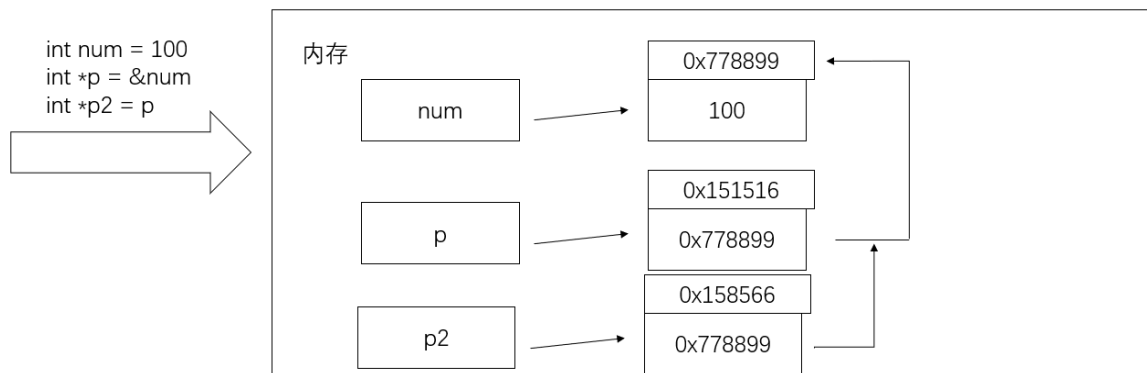 int num = 100
int *p = &num
int *p2 = p
内存
num
0x778899
100
p
0x151516
0x778899
p2
0x158566
0x778899